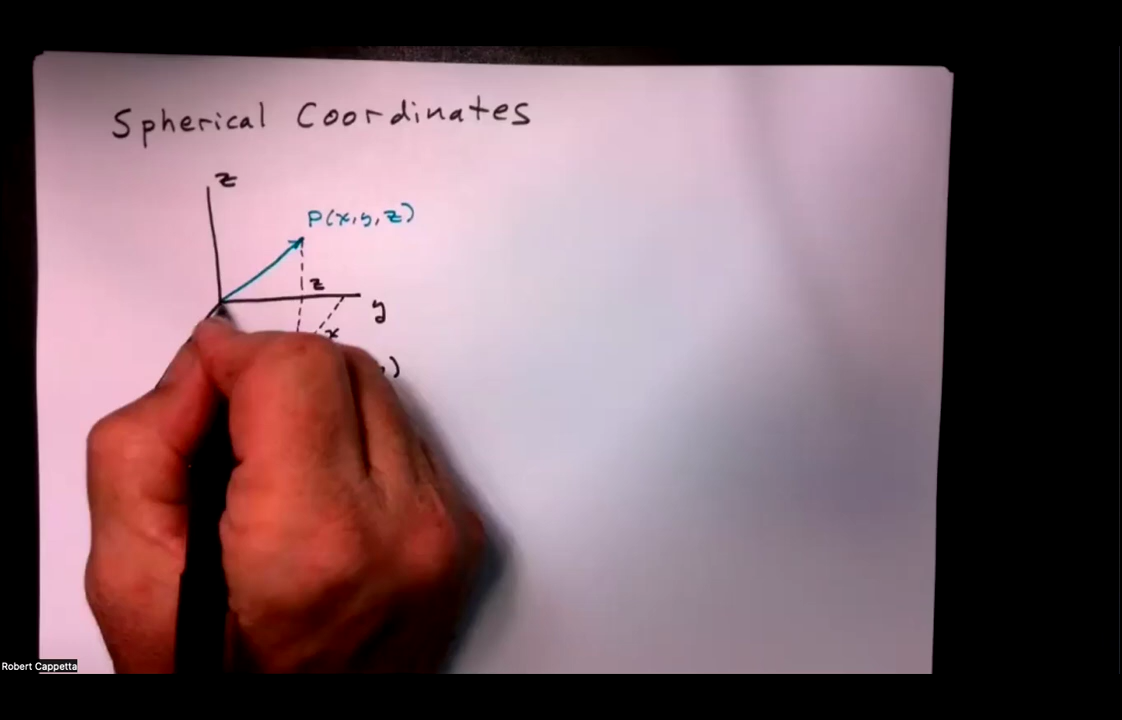 Spherical Coordinates
z
P(x,y,z)
z
y
x
)
Robert Cappetta